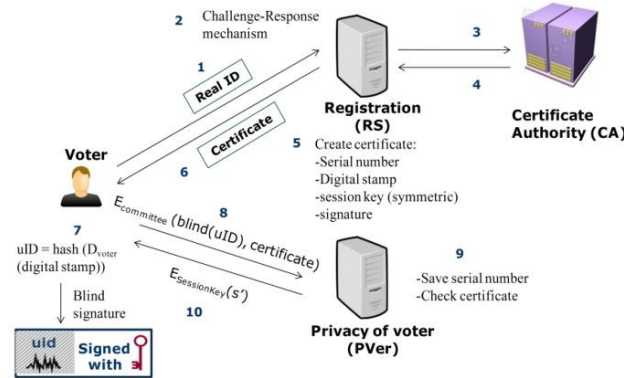 2
Challenge-Response
mechanism
1
Real ID
3
4
Registration
(RS)
Certificate
Authority (CA)
Voter
6
Certificate
5
Create certificate:
-Serial number
-Digital stamp
-session key (symmetric)
-signature
7
uID = hash (Dvoter
(digital stamp))
8
Ecommittee (blind(uID), certificate)
9
-Save serial number
-Check certificate
ESessionKey(s')
10
Blind
signature
Privacy of voter
(PVer)
uid
Signed
with